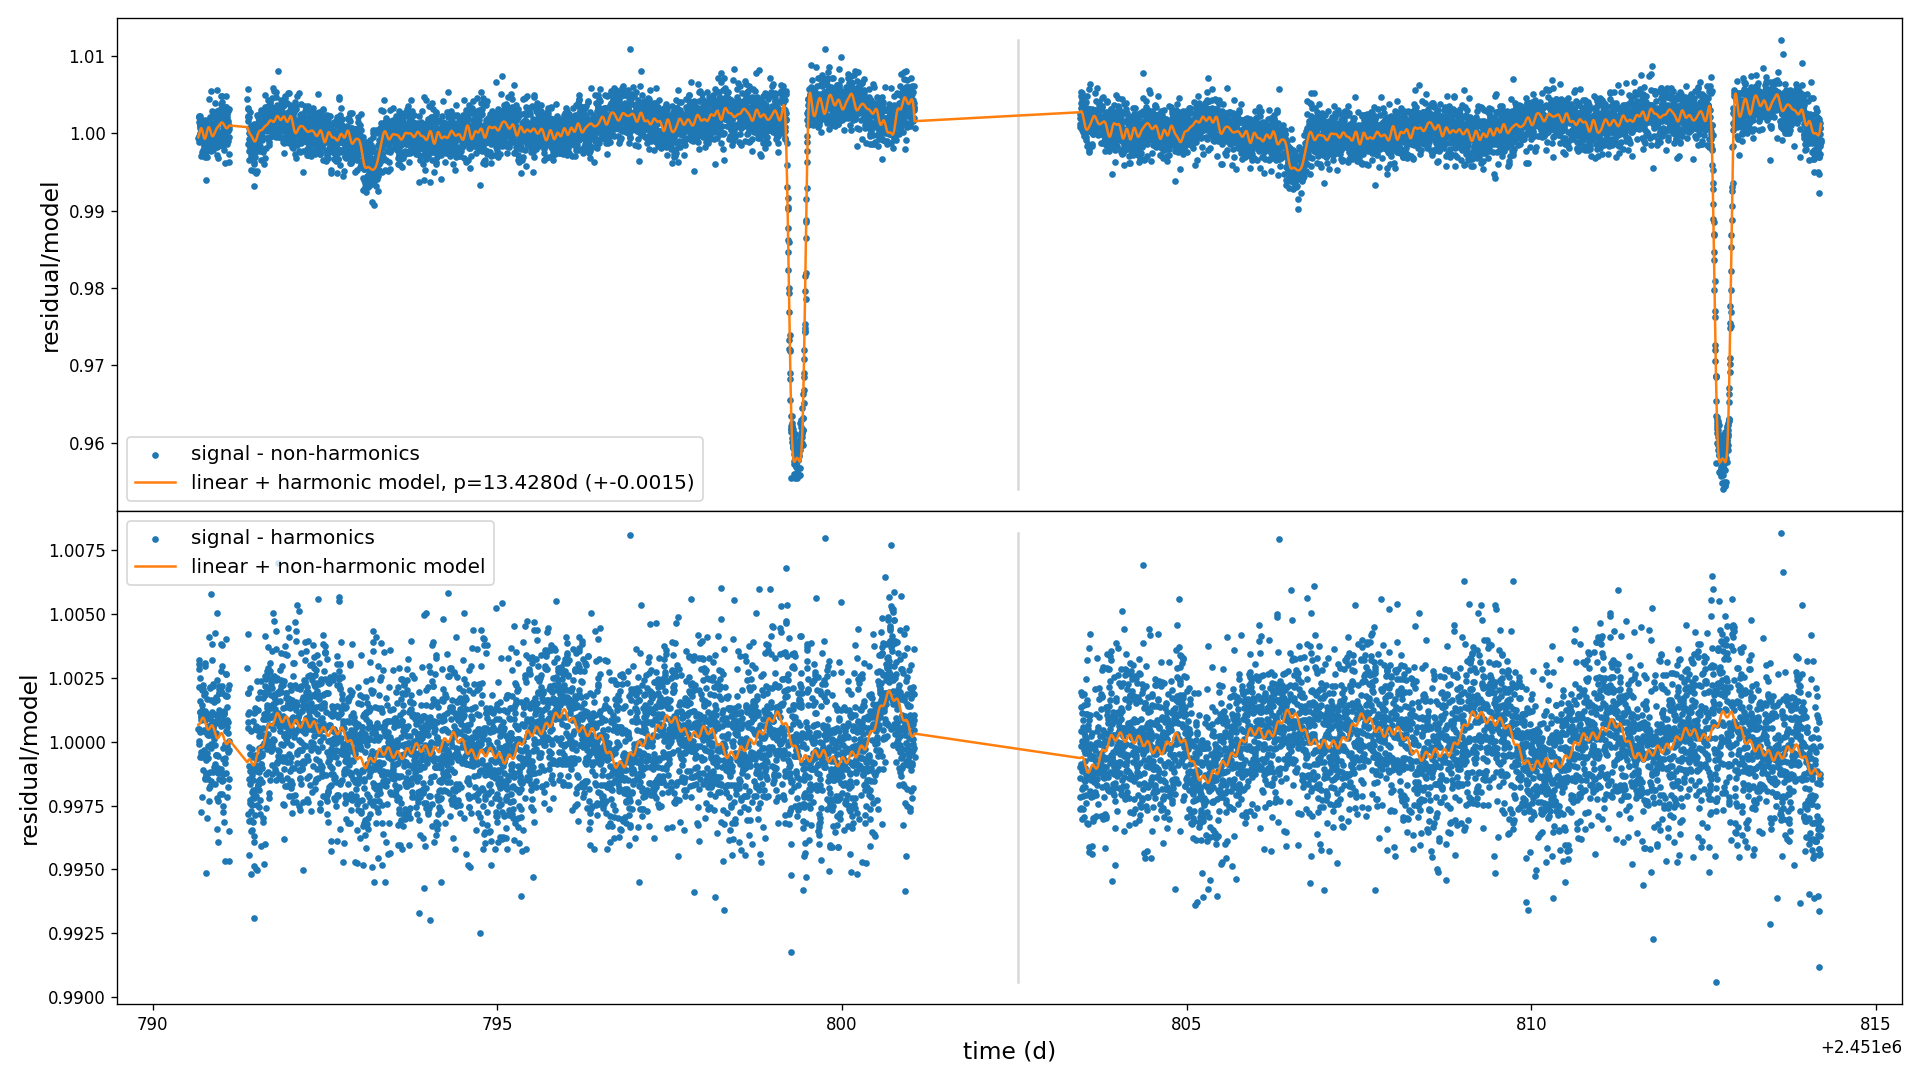 1.01
1.00
0.99
0.98
0.97
0.96
residual/model
signal - non-harmonics
linear + harmonic model, p=13.4280d (+-0.0015)
signal - harmonics
linear + non-harmonic model
1.0075
1.0050
1.0025
1.0000
0.9975
0.9950
0.9925
0.9900
residual/model
790 795 800 805 810 815
time (d)
+2.451e6